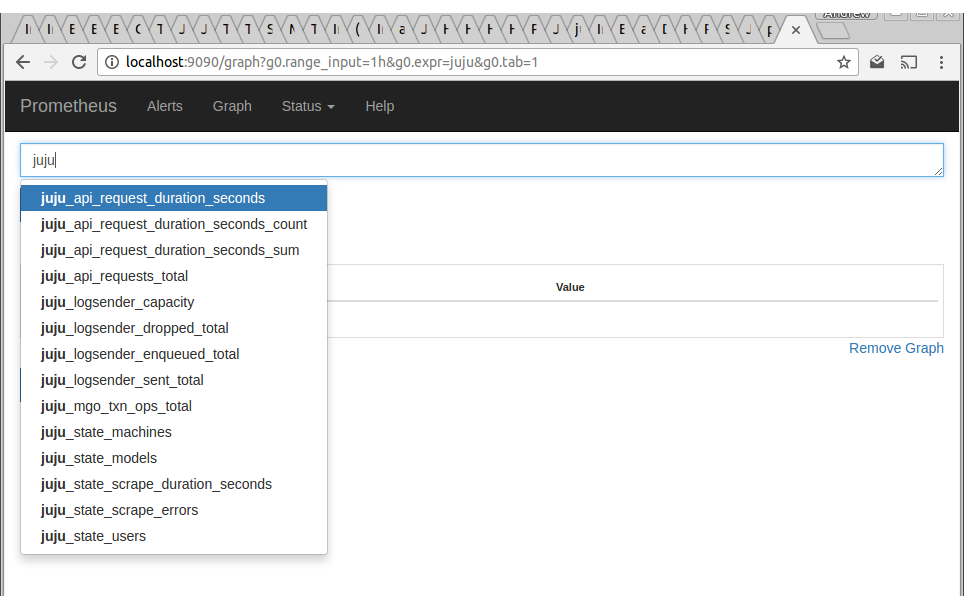 Andrew
localhost:9090/graph?g0.range_input=1h&g0.expr=juju&g0.tab=1
Prometheus Alerts Graph Status Help
juju
juju_api_request_duration_seconds
juju_api_request_duration_seconds_count
juju_api_request_duration_seconds_sum
juju_api_requests_total
juju_logsender_capacity
juju_logsender_dropped_total
juju_logsender_enqueued_total
juju_logsender_sent_total
juju_mgo_txn_ops_total
juju_state_machines
juju_state_models
juju_state_scrape_duration_seconds
juju_state_scrape_errors
juju_state_users
Value
Remove Graph